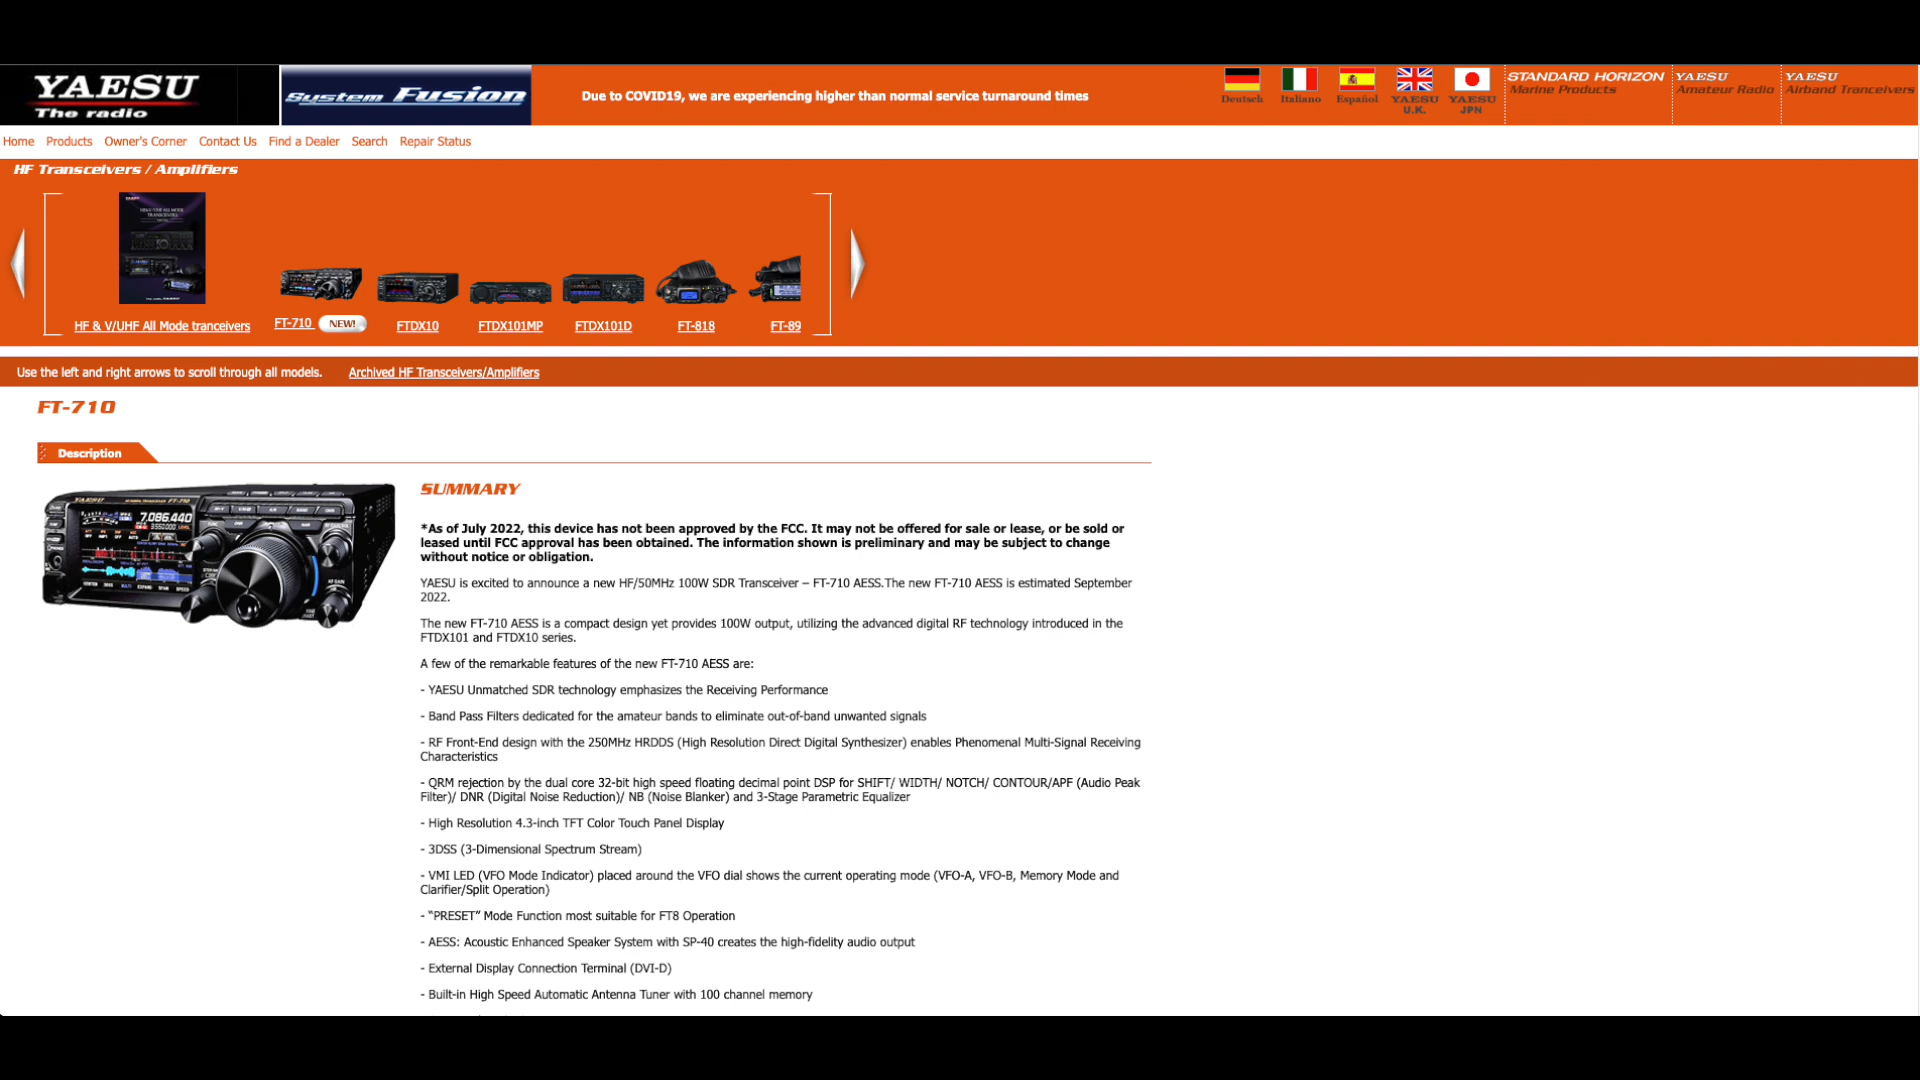 YAESU
The radio
System Fusion
Due to COVID19, we are experiencing higher than normal service turnaround times
Deutsch
Italiano
Español
YAESU
U.K.
YAESU
JPN
STANDARD HORIZON
Marine Products
YAESU
Amateur Radio
YAESU
Airband Tranceivers
Home Products Owner's Corner Contact Us Find a Dealer Search Repair Status
HF Transceivers / Amplifiers
HF & V/UHF All Mode tranceivers
FT-710 NEW!
FTDX10
FTDX101MP
FTDX101D
FT-818
FT-89
Use the left and right arrows to scroll through all models. Archived HF Transceivers/Amplifiers
FT-710
Description
YAESU
FT-710
7.086.440
SUMMARY
*As of July 2022, this device has not been approved by the FCC. It may not be offered for sale or lease, or be sold or
leased until FCC approval has been obtained. The information shown is preliminary and may be subject to change
without notice or obligation.
YAESU is excited to announce a new HF/50MHz 100W SDR Transceiver – FT-710 AESS.The new FT-710 AESS is estimated September
2022.
The new FT-710 AESS is a compact design yet provides 100W output, utilizing the advanced digital RF technology introduced in the
FTDX101 and FTDX10 series.
A few of the remarkable features of the new FT-710 AESS are:
- YAESU Unmatched SDR technology emphasizes the Receiving Performance
- Band Pass Filters dedicated for the amateur bands to eliminate out-of-band unwanted signals
- RF Front-End design with the 250MHz HRDDS (High Resolution Direct Digital Synthesizer) enables Phenomenal Multi-Signal Receiving
Characteristics
- QRM rejection by the dual core 32-bit high speed floating decimal point DSP for SHIFT/ WIDTH/ NOTCH/ CONTOUR/APF (Audio Peak
Filter)/ DNR (Digital Noise Reduction)/ NB (Noise Blanker) and 3-Stage Parametric Equalizer
- High Resolution 4.3-inch TFT Color Touch Panel Display
- 3DSS (3-Dimensional Spectrum Stream)
- VMI LED (VFO Mode Indicator) placed around the VFO dial shows the current operating mode (VFO-A, VFO-B, Memory Mode and
Clarifier/Split Operation)
- “PRESET” Mode Function most suitable for FT8 Operation
- AESS: Acoustic Enhanced Speaker System with SP-40 creates the high-fidelity audio output
- External Display Connection Terminal (DVI-D)
- Built-in High Speed Automatic Antenna Tuner with 100 channel memory